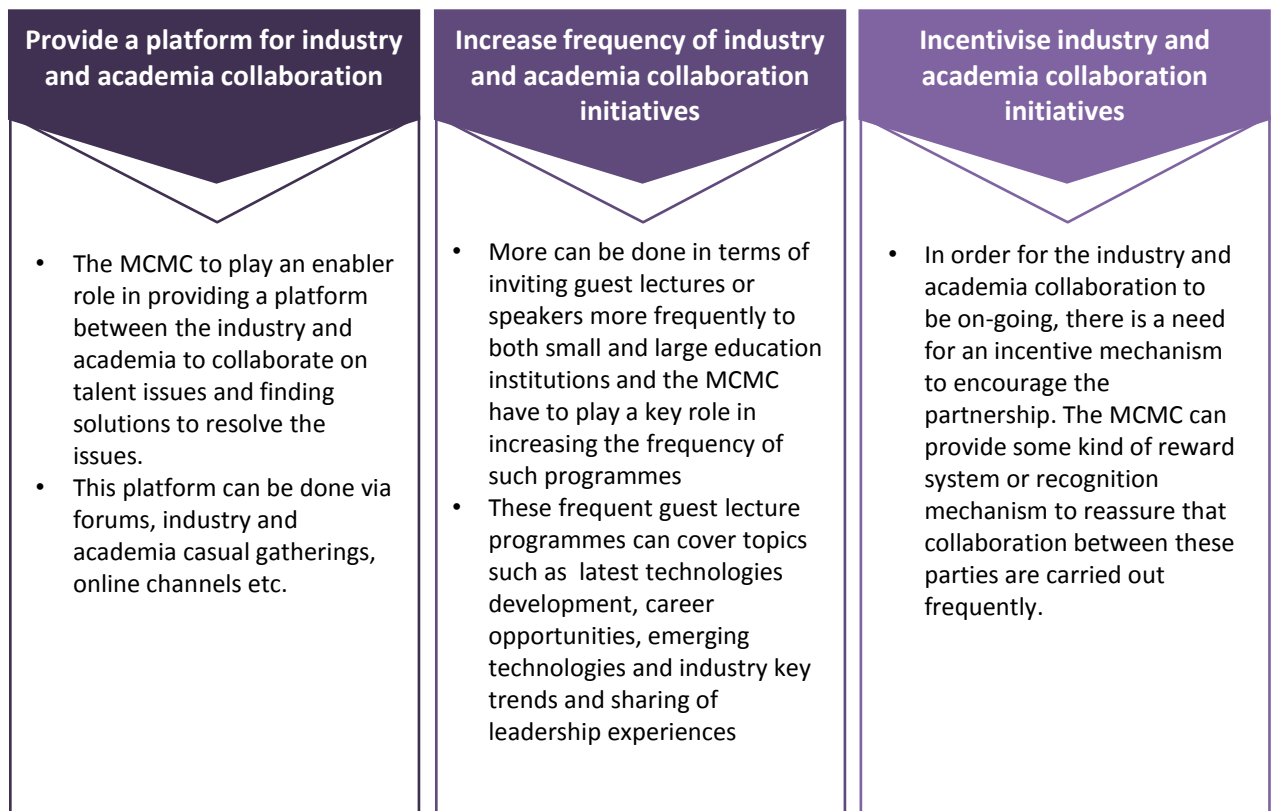 Provide a platform for industry
and academia collaboration
• The MCMC to play an enabler
role in providing a platform
between the industry and
academia to collaborate on
talent issues and finding
solutions to resolve the
issues.
• This platform can be done via
forums, industry and
academia casual gatherings,
online channels etc.
Increase frequency of industry
and academia collaboration
initiatives
• More can be done in terms of
inviting guest lectures or
speakers more frequently to
both small and large education
institutions and the MCMC
have to play a key role in
increasing the frequency of
such programmes
• These frequent guest lecture
programmes can cover topics
such as  latest technologies
development, career
opportunities, emerging
technologies and industry key
trends and sharing of
leadership experiences
Incentivise industry and
academia collaboration
initiatives
• In order for the industry and
academia collaboration to
be on-going, there is a need
for an incentive mechanism
to encourage the
partnership. The MCMC can
provide some kind of reward
system or recognition
mechanism to reassure that
collaboration between these
parties are carried out
frequently.